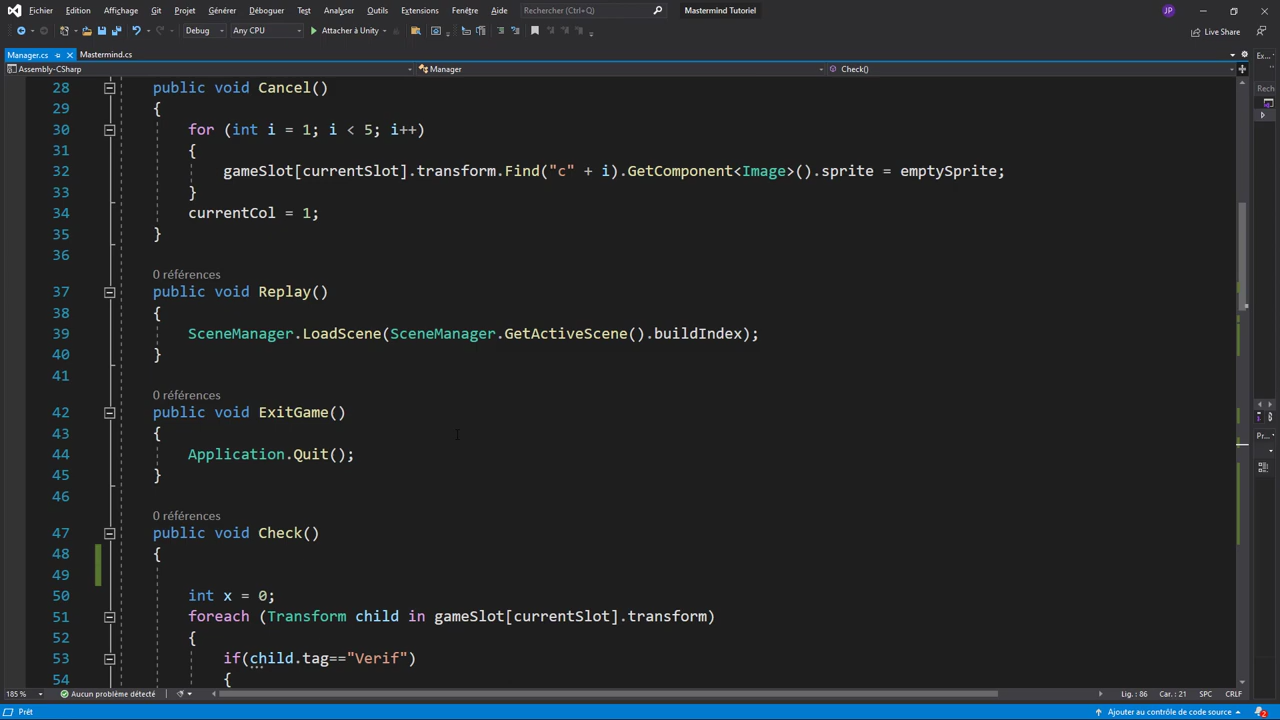 Fichier Edition Affichage Git Projet Générer Déboguer Test Analyser Outils Extensions Fenêtre Aide Rechercher (Ctrl+Q) Mastermind Tutoriel JP
Debug Any CPU Attacher à Unity Live Share
Manager.cs Mastermind.cs Ex...
Assembly-CSharp Manager Check()
Rech
28 public void Cancel()
29 {
30 for (int i = 1; i < 5; i++)
31 {
32 gameSlot[currentSlot].transform.Find("c" + i).GetComponent<Image>().sprite = emptySprite;
33 }
34 currentCol = 1;
35 }
36
0 références
37 public void Replay()
38 {
39 SceneManager.LoadScene(SceneManager.GetActiveScene().buildIndex);
40 }
41
0 références
42 public void ExitGame()
43 {
44 Application.Quit();
45 }
46
0 références
47 public void Check()
48 {
49
50 int x = 0;
51 foreach (Transform child in gameSlot[currentSlot].transform)
52 {
53 if(child.tag=="Verif")
54 {
Pr...
185 % Aucun problème détecté Lig. : 86 Car. : 21 SPC CRLF
Prêt Ajouter au contrôle de code source 2